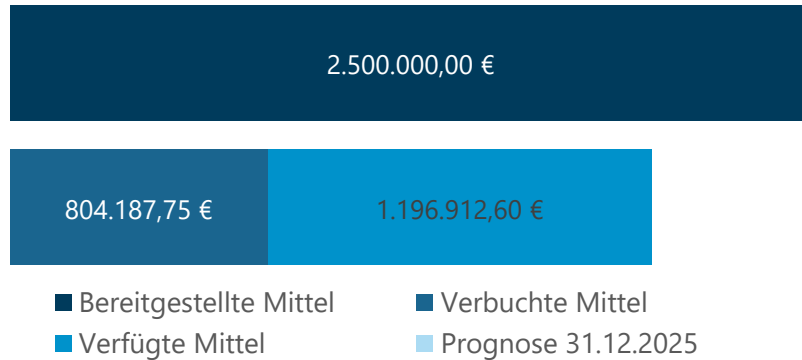 2.500.000,00 €
804.187,75 € 1.196.912,60 €
Bereitgestellte Mittel Verbuchte Mittel
Verfügte Mittel Prognose 31.12.2025